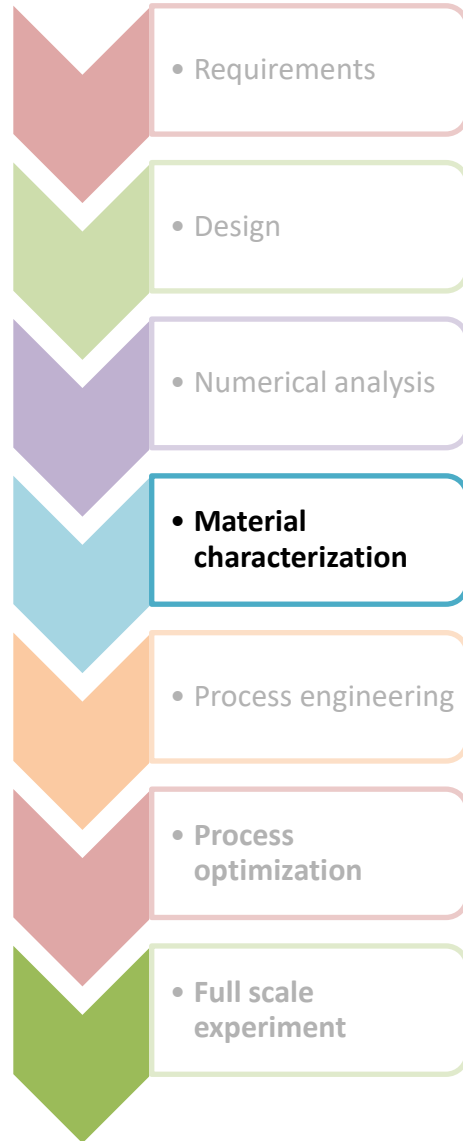 • Requirements
• Design
• Numerical analysis
• Material
characterization
• Process engineering
• Process
optimization
• Full scale
experiment